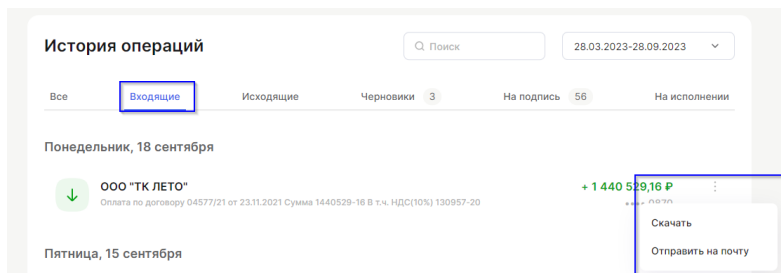 История операций
Поиск
28.03.2023-28.09.2023
Все Входящие Исходящие Черновики 3 На подпись 56 На исполнении
Понедельник, 18 сентября
ООО "ТК ЛЕТО" + 1 440 529,16 ₽
Оплата по договору 04577/21 от 23.11.2021 Сумма 1440529-16 В т.ч. НДС(10%) 130957-20
Скачать
Отправить на почту
Пятница, 15 сентября